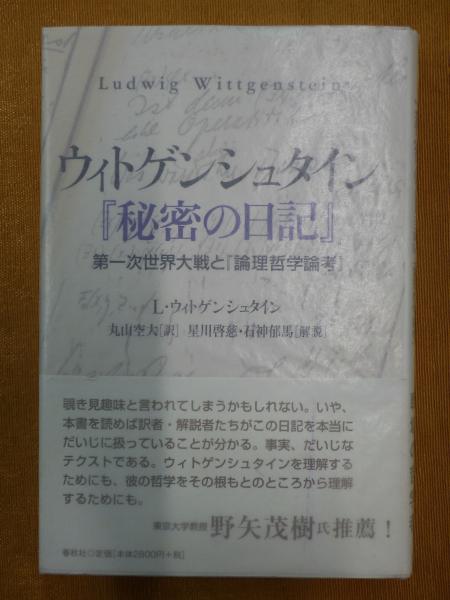 Ludwig Wittgenstein
ウィトゲンシュタイン
『秘密の日記』
第一次世界大戦と『論理哲学論考』
L・ウィトゲンシュタイン
丸山空大[訳] 星川啓慈・石神郁馬[解説]
覗き見趣味と言われてしまうかもしれない。いや、
本書を読めば訳者・解説者たちがこの日記を本当に
だいじに扱っていることが分かる。事実、だいじな
テクストである。ウィトゲンシュタインを理解する
ためにも、彼の哲学をその根もとのところから理解
するためにも。
東京大学教授 野矢茂樹氏推薦！
春秋社◎定価[本体2800円+税]